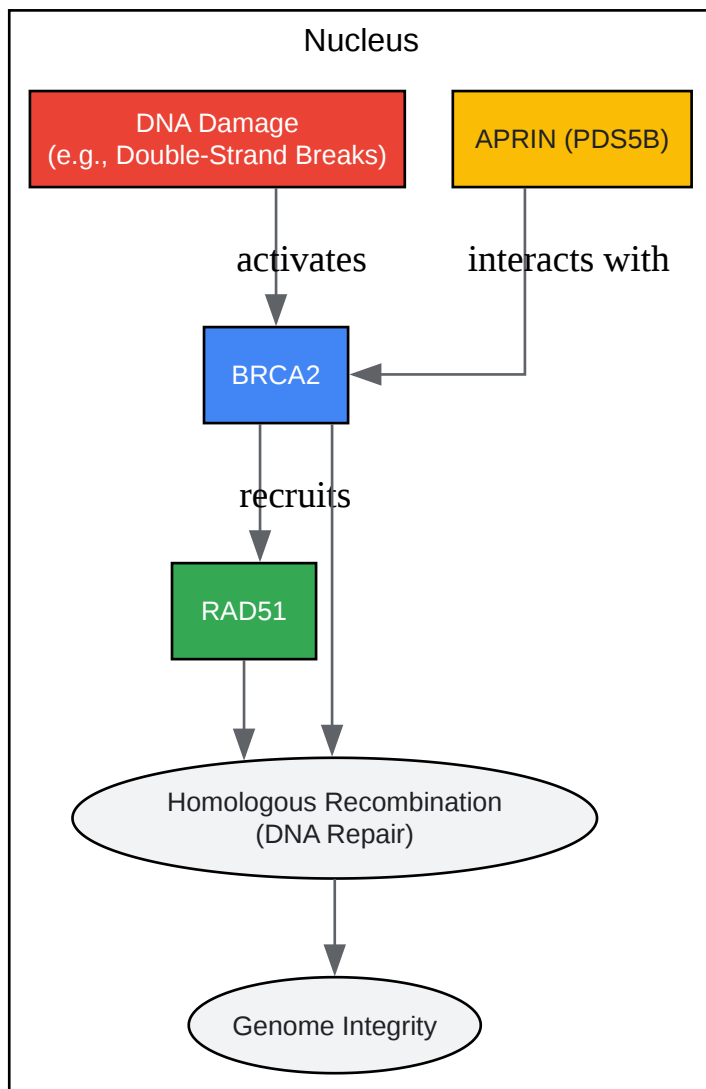 Nucleus
DNA Damage
(e.g., Double-Strand Breaks)
APRIN (PDS5B)
activates
interacts with
BRCA2
recruits
RAD51
Homologous Recombination
(DNA Repair)
Genome Integrity